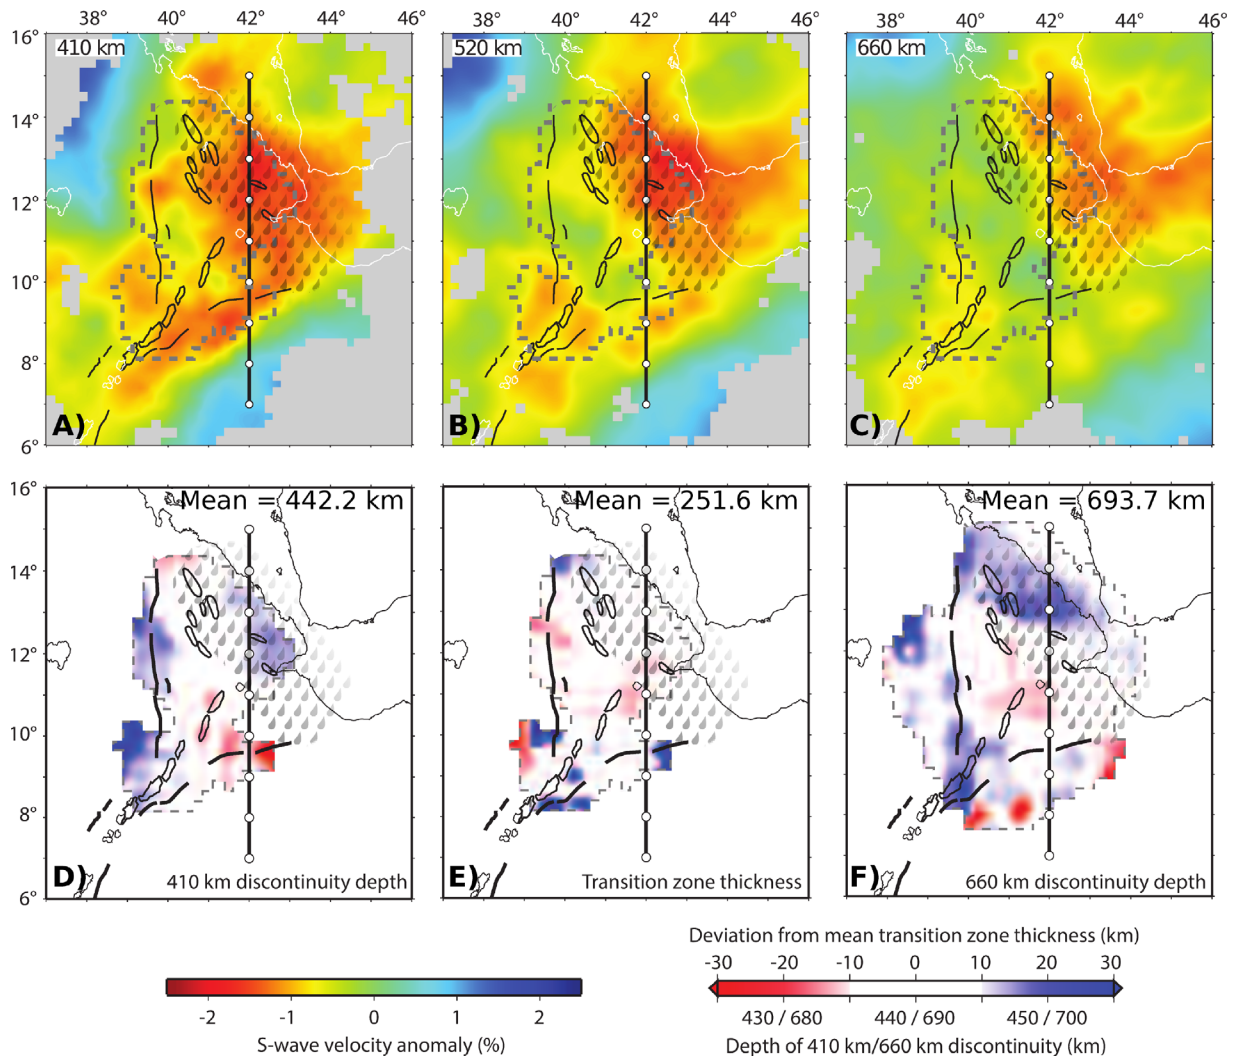 38° 40° 42° 44° 46° 40° 42° 44° 46° 40° 42° 44° 46°
16° 410 km 520 km 660 km
14°
12°
10°
8°
6° A) B) C)
16° Mean = 442.2 km Mean = 251.6 km Mean = 693.7 km
14°
12°
10°
8°
6° D) 410 km discontinuity depth E) Transition zone thickness F) 660 km discontinuity depth
Deviation from mean transition zone thickness (km)
-30 -20 -10 0 10 20 30
-2 -1 0 1 2
430 / 680 440 / 690 450 / 700
S-wave velocity anomaly (%)
Depth of 410 km/660 km discontinuity (km)